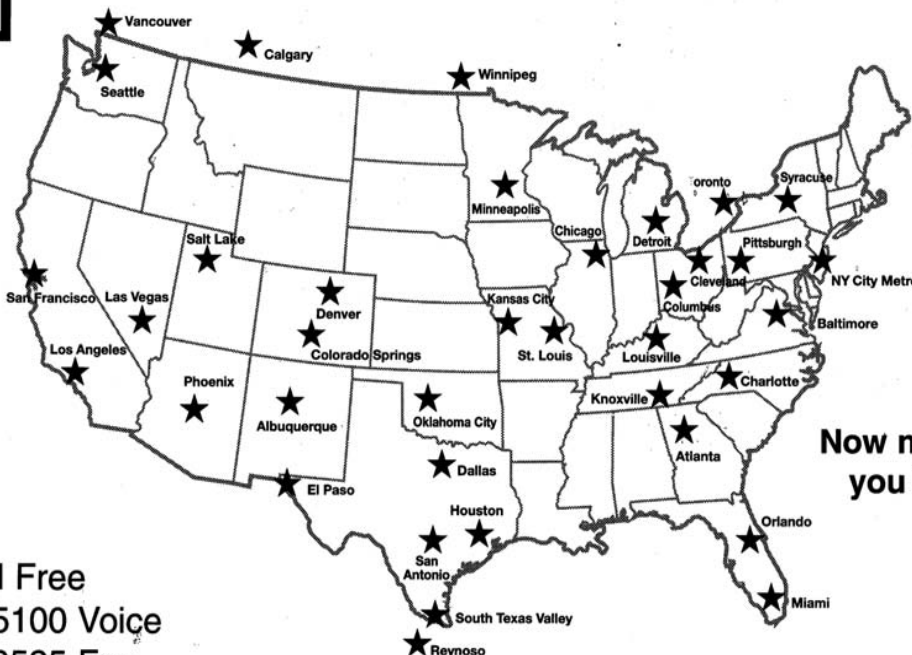 Vancouver
Calgary
Winnipeg
Seattle
Minneapolis
oronto
Syracuse
Chicago
Detroit
Pittsburgh
Cleveland
Salt Lake
San Francisco
Las Vegas
Denver
Kansas City
Columbus
NY City Metr
Baltimore
Colorado Springs
St. Louis
Louisville
Los Angeles
Phoenix
Albuquerque
Oklahoma City
Knoxville
Charlotte
Atlanta
Now n
you
El Paso
Dallas
Houston
San
Antonio
Orlando
Miami
South Texas Valley
Reynoso
l Free
5100 Voice